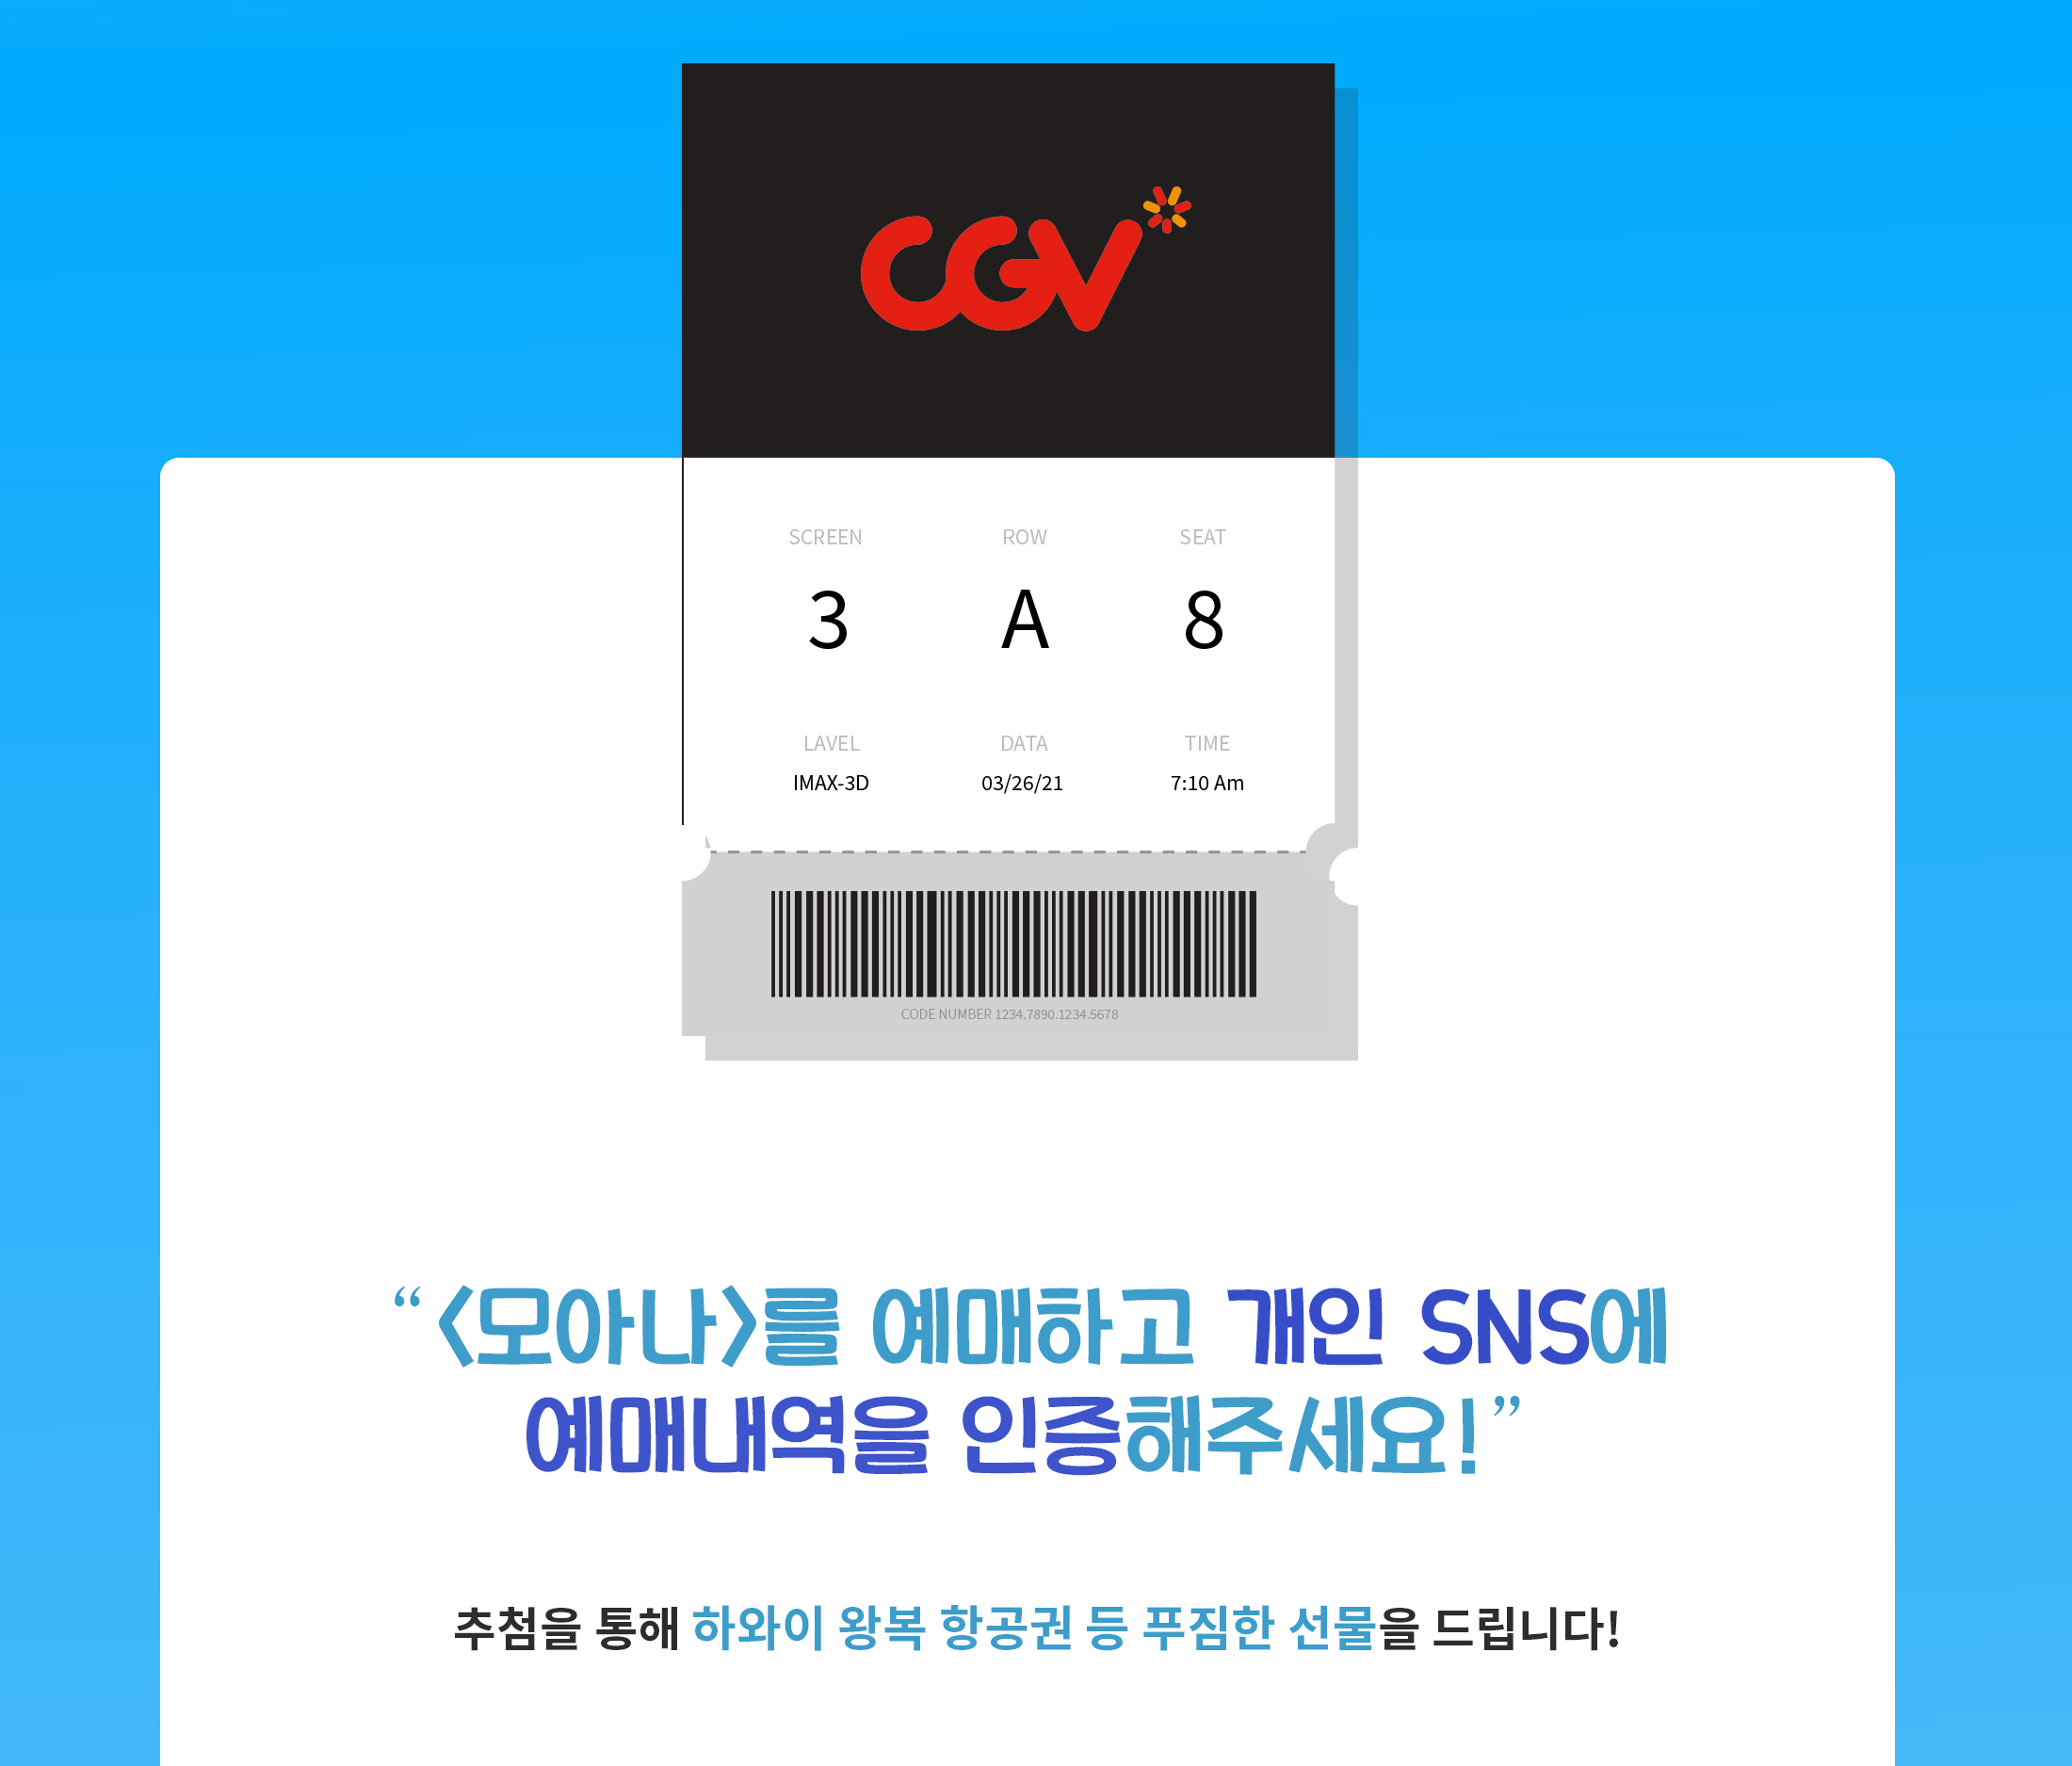 CGV
SCREEN ROW SEAT
3 A 8
LAVEL DATA TIME
IMAX-3D 03/26/21 7:10 Am
CODE NUMBER 1234.7890.1234.5678
“<모아나>를 예매하고 개인 SNS에
예매내역을 인증해주세요!”
추첨을 통해 하와이 왕복 항공권 등 푸짐한 선물을 드립니다!